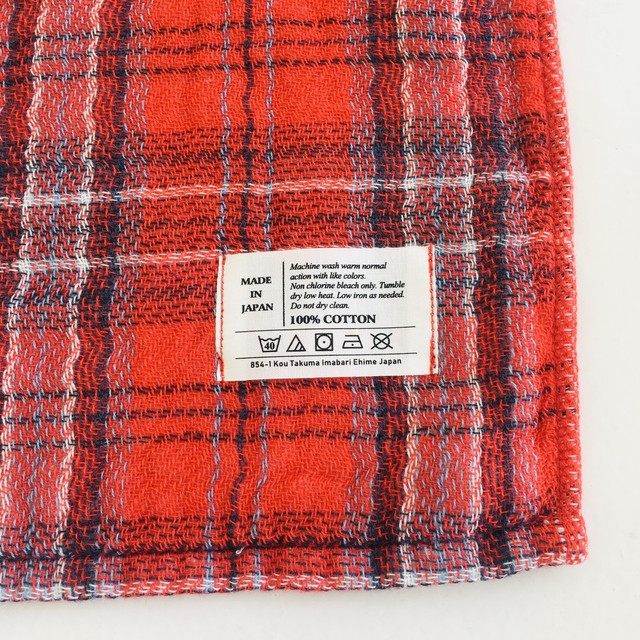 MADE
IN
JAPAN
Machine wash warm normal
action with like colors.
Non chlorine bleach only. Tumble
dry low heat. Low iron as needed.
Do not dry clean.
100% COTTON
40
854-1 Kou Takuma Imabari Ehime Japan